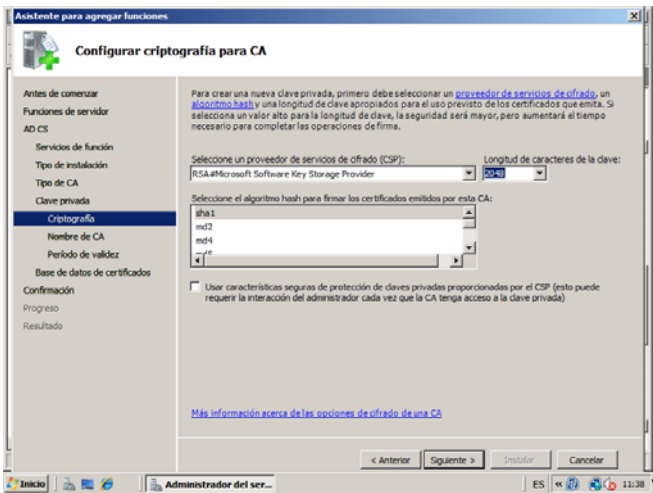 Asistente para agregar funciones
Configurar criptografía para CA
Antes de comenzar
Funciones de servidor
AD CS
Servicios de función
Tipo de instalación
Tipo de CA
Clave privada
Criptografía
Nombre de CA
Período de validez
Base de datos de certificados
Confirmación
Progreso
Resultado
Para crear una nueva clave privada, primero debe seleccionar un proveedor de servicios de cifrado, un
algoritmo hash y una longitud de clave apropiados para el uso previsto de los certificados que emita. Si
selecciona un valor alto para la longitud de clave, la seguridad será mayor, pero aumentará el tiempo
necesario para completar las operaciones de firma.
Seleccione un proveedor de servicios de cifrado (CSP):
Longitud de caracteres de la clave:
RSA#Microsoft Software Key Storage Provider
2048
Seleccione el algoritmo hash para firmar los certificados emitidos por esta CA:
sha1
md2
md4
md5
Usar características seguras de protección de claves privadas proporcionadas por el CSP (esto puede
requerir la interacción del administrador cada vez que la CA tenga acceso a la clave privada)
Más información acerca de las opciones de cifrado de una CA
< Anterior
Siguiente >
Instalar
Cancelar
Inicio
Administrador del ser...
ES
11:38